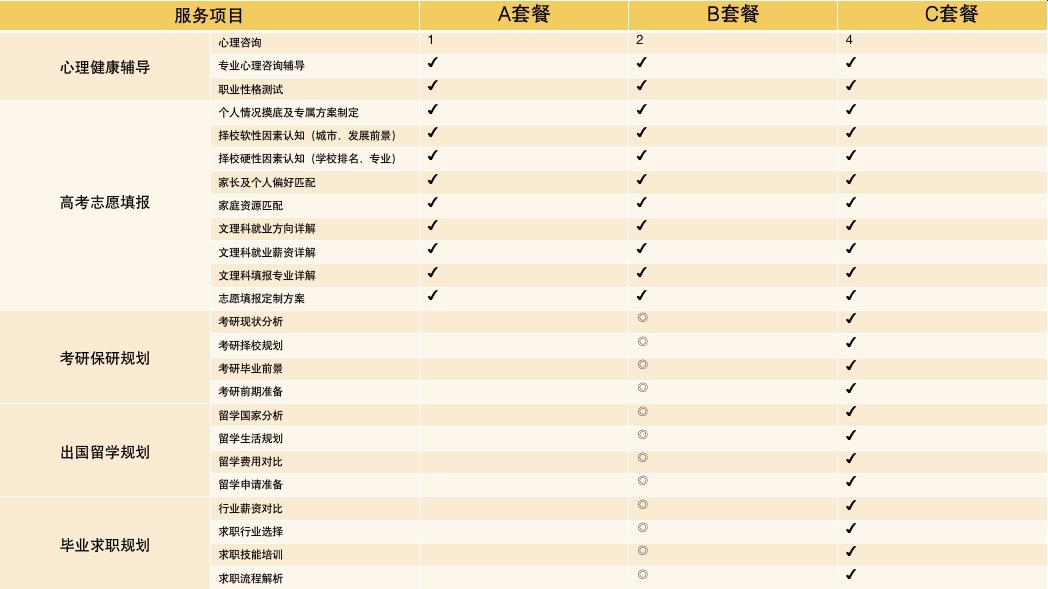 服务项目 A套餐 B套餐 C套餐
心理健康辅导
心理咨询 1 2 4
专业心理咨询辅导 ✔ ✔ ✔
职业性格测试 ✔ ✔ ✔
高考志愿填报
个人情况摸底及专属方案制定 ✔ ✔ ✔
择校软性因素认知（城市、发展前景） ✔ ✔ ✔
择校硬性因素认知（学校排名、专业） ✔ ✔ ✔
家长及个人偏好匹配 ✔ ✔ ✔
家庭资源匹配 ✔ ✔ ✔
文理科就业方向详解 ✔ ✔ ✔
文理科就业薪资详解 ✔ ✔ ✔
文理科填报专业详解 ✔ ✔ ✔
志愿填报定制方案 ✔ ✔ ✔
考研保研规划
考研现状分析 ◎ ✔
考研择校规划 ◎ ✔
考研毕业前景 ◎ ✔
考研前期准备 ◎ ✔
出国留学规划
留学国家分析 ◎ ✔
留学生活规划 ◎ ✔
留学费用对比 ◎ ✔
留学申请准备 ◎ ✔
毕业求职规划
行业薪资对比 ◎ ✔
求职行业选择 ◎ ✔
求职技能培训 ◎ ✔
求职流程解析 ◎ ✔